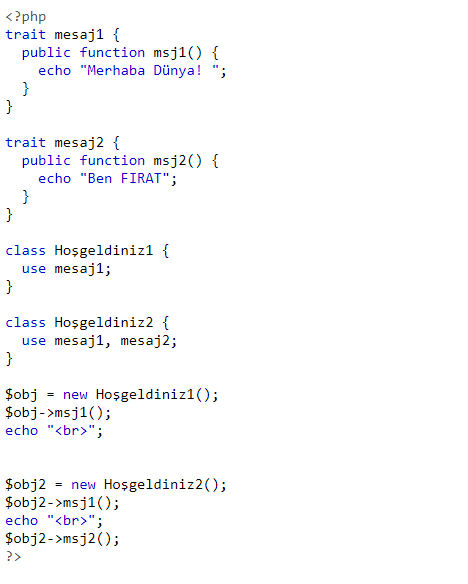 <?php
trait mesaj1 {
  public function msj1() {
    echo "Merhaba Dünya! ";
  }
}

trait mesaj2 {
  public function msj2() {
    echo "Ben FIRAT";
  }
}

class Hoşgeldiniz1 {
  use mesaj1;
}

class Hoşgeldiniz2 {
  use mesaj1, mesaj2;
}

$obj = new Hoşgeldiniz1();
$obj->msj1();
echo "<br>";

$obj2 = new Hoşgeldiniz2();
$obj2->msj1();
echo "<br>";
$obj2->msj2();
?>